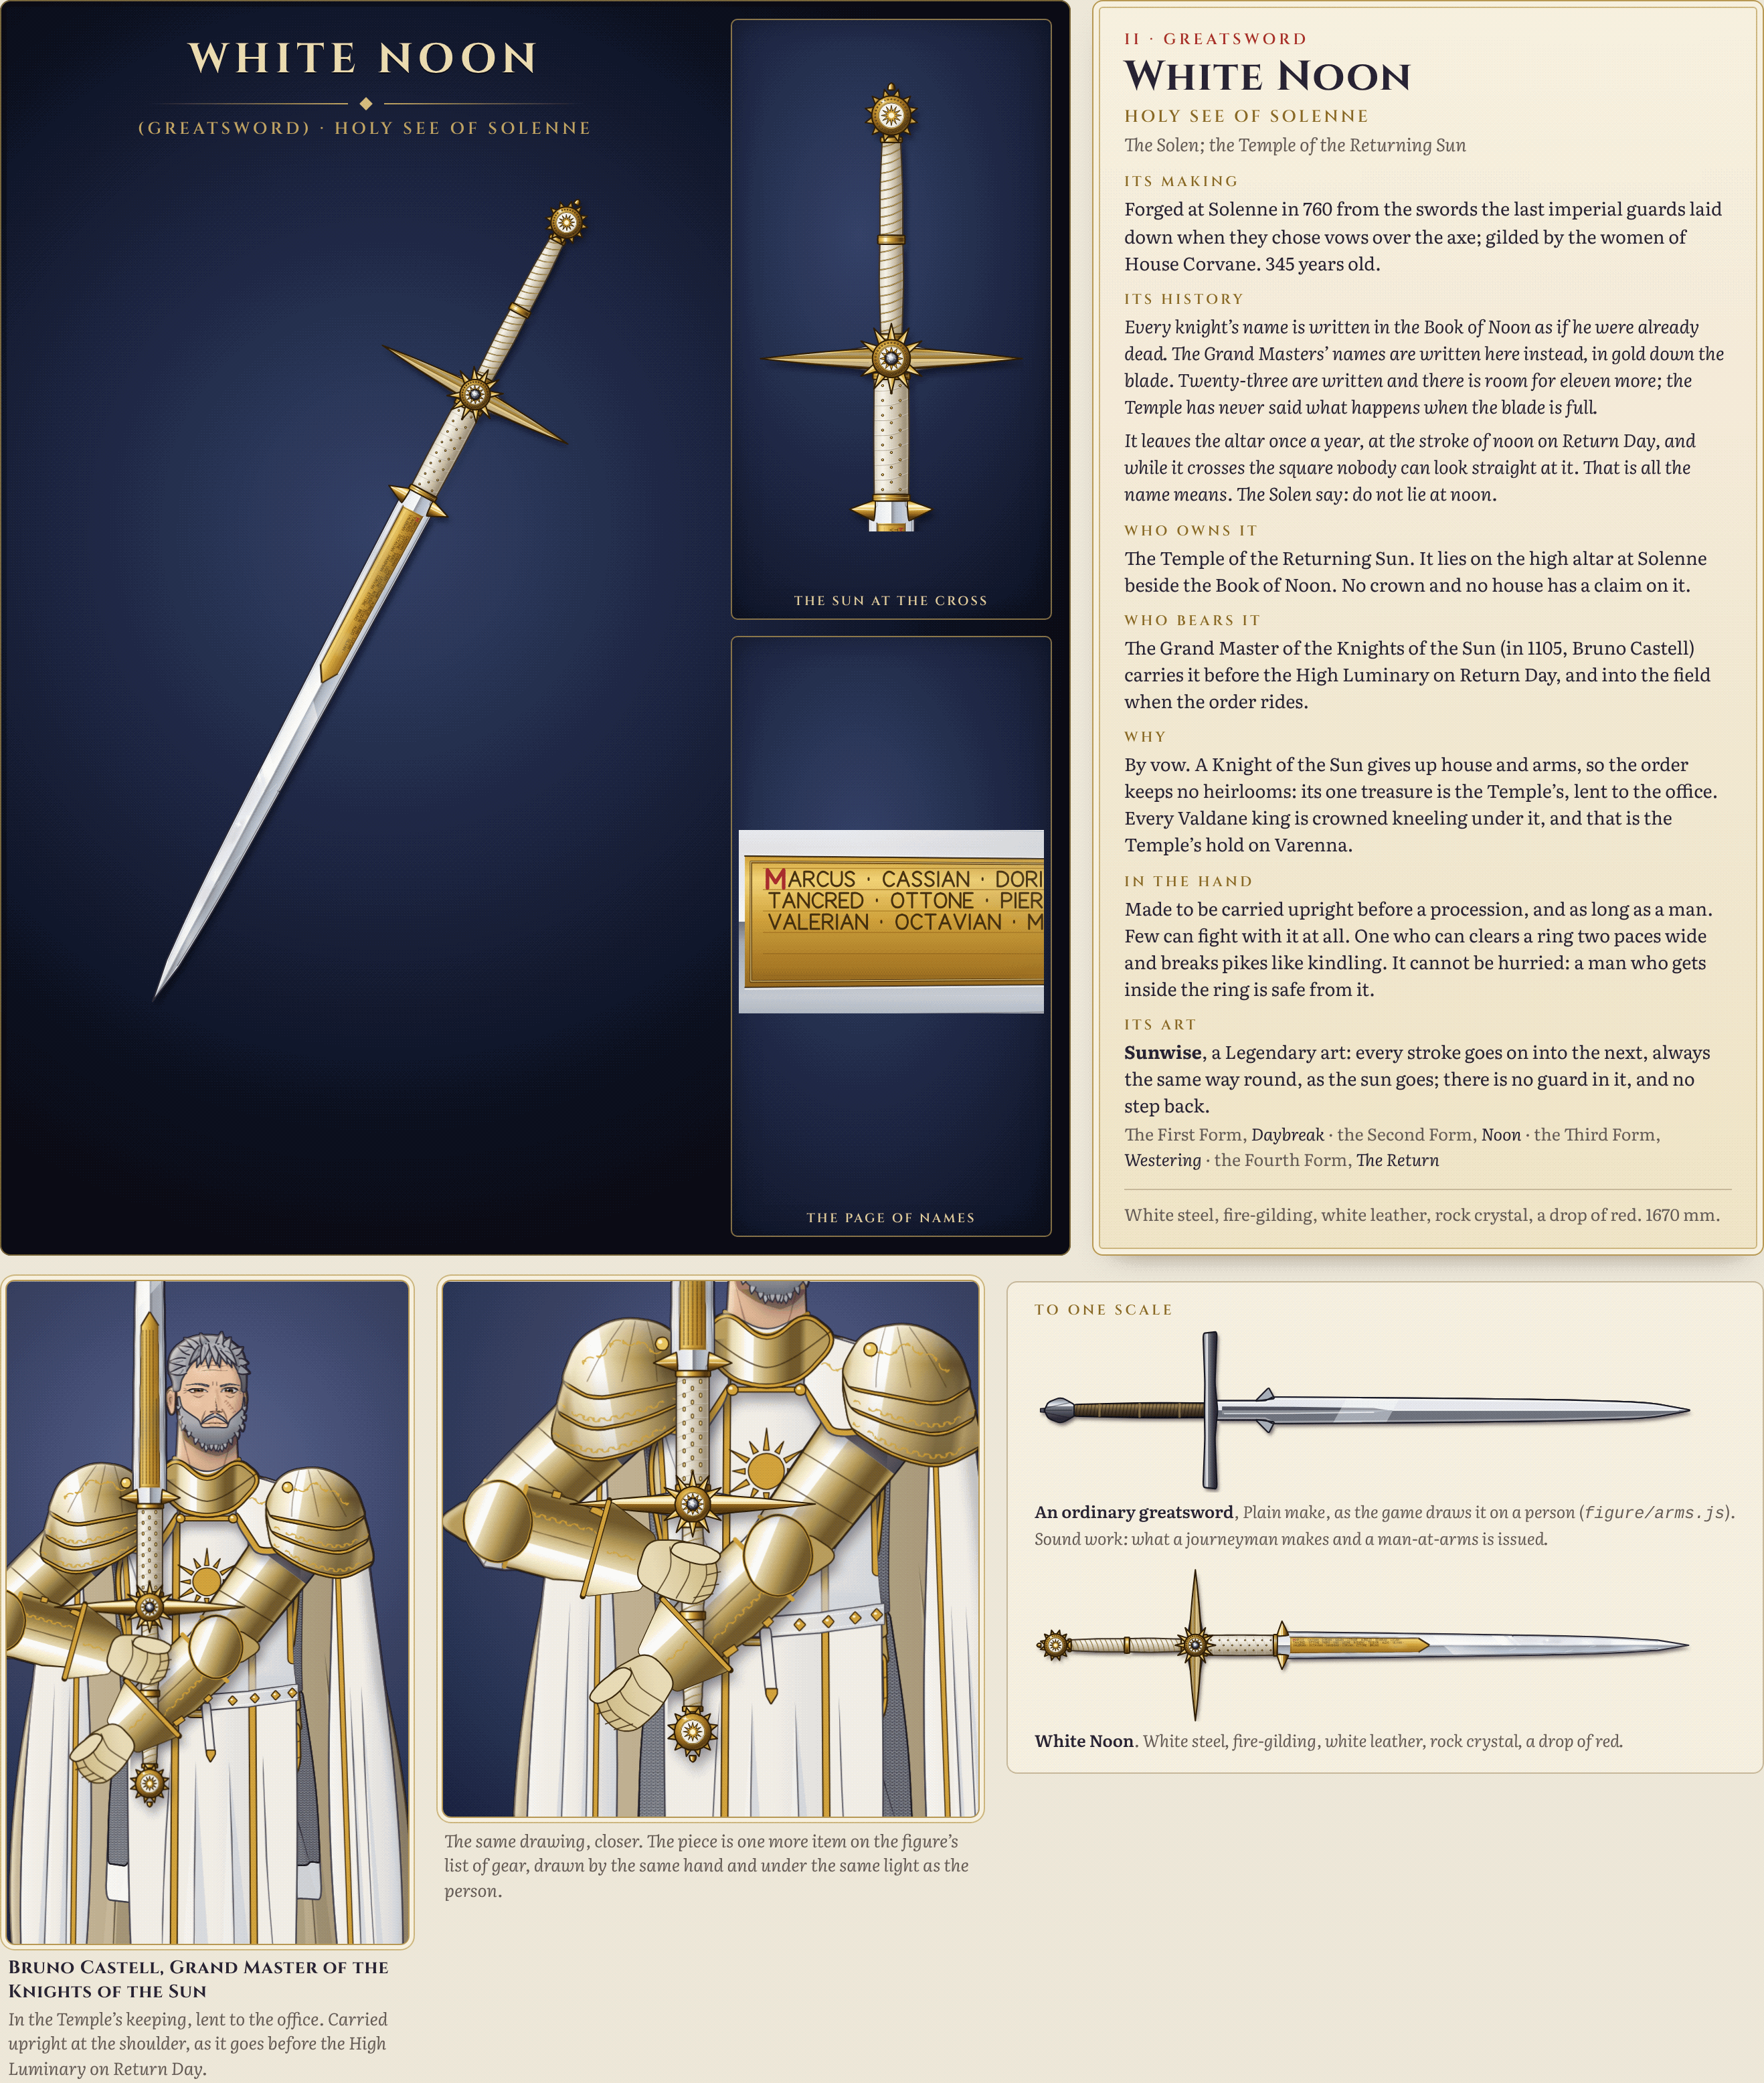 WHITE NOON
(GREATSWORD) · HOLY SEE OF SOLENNE
THE SUN AT THE CROSS
MARCUS · CASSIAN · DORI
TANCRED · OTTONE · PIER
VALERIAN · OCTAVIAN · M
THE PAGE OF NAMES
II · GREATSWORD
WHITE NOON
HOLY SEE OF SOLENNE
The Solen; the Temple of the Returning Sun
ITS MAKING
Forged at Solenne in 760 from the swords the last imperial guards laid
down when they chose vows over the axe; gilded by the women of
House Corvane. 345 years old.
ITS HISTORY
Every knight's name is written in the Book of Noon as if he were already
dead. The Grand Masters' names are written here instead, in gold down the
blade. Twenty-three are written and there is room for eleven more; the
Temple has never said what happens when the blade is full.
It leaves the altar once a year, at the stroke of noon on Return Day, and
while it crosses the square nobody can look straight at it. That is all the
name means. The Solen say: do not lie at noon.
WHO OWNS IT
The Temple of the Returning Sun. It lies on the high altar at Solenne
beside the Book of Noon. No crown and no house has a claim on it.
WHO BEARS IT
The Grand Master of the Knights of the Sun (in 1105, Bruno Castell)
carries it before the High Luminary on Return Day, and into the field
when the order rides.
WHY
By vow. A Knight of the Sun gives up house and arms, so the order
keeps no heirlooms: its one treasure is the Temple's, lent to the office.
Every Valdane king is crowned kneeling under it, and that is the
Temple's hold on Varenna.
IN THE HAND
Made to be carried upright before a procession, and as long as a man.
Few can fight with it at all. One who can clears a ring two paces wide
and breaks pikes like kindling. It cannot be hurried: a man who gets
inside the ring is safe from it.
ITS ART
Sunwise, a Legendary art: every stroke goes on into the next, always
the same way round, as the sun goes; there is no guard in it, and no
step back.
The First Form, Daybreak · the Second Form, Noon · the Third Form,
Westering · the Fourth Form, The Return
White steel, fire-gilding, white leather, rock crystal, a drop of red. 1670 mm.
BRUNO CASTELL, GRAND MASTER OF THE
KNIGHTS OF THE SUN
In the Temple's keeping, lent to the office. Carried
upright at the shoulder, as it goes before the High
Luminary on Return Day.
The same drawing, closer. The piece is one more item on the figure's
list of gear, drawn by the same hand and under the same light as the
person.
TO ONE SCALE
An ordinary greatsword, Plain make, as the game draws it on a person (figure/arms.js).
Sound work: what a journeyman makes and a man-at-arms is issued.
White Noon. White steel, fire-gilding, white leather, rock crystal, a drop of red.